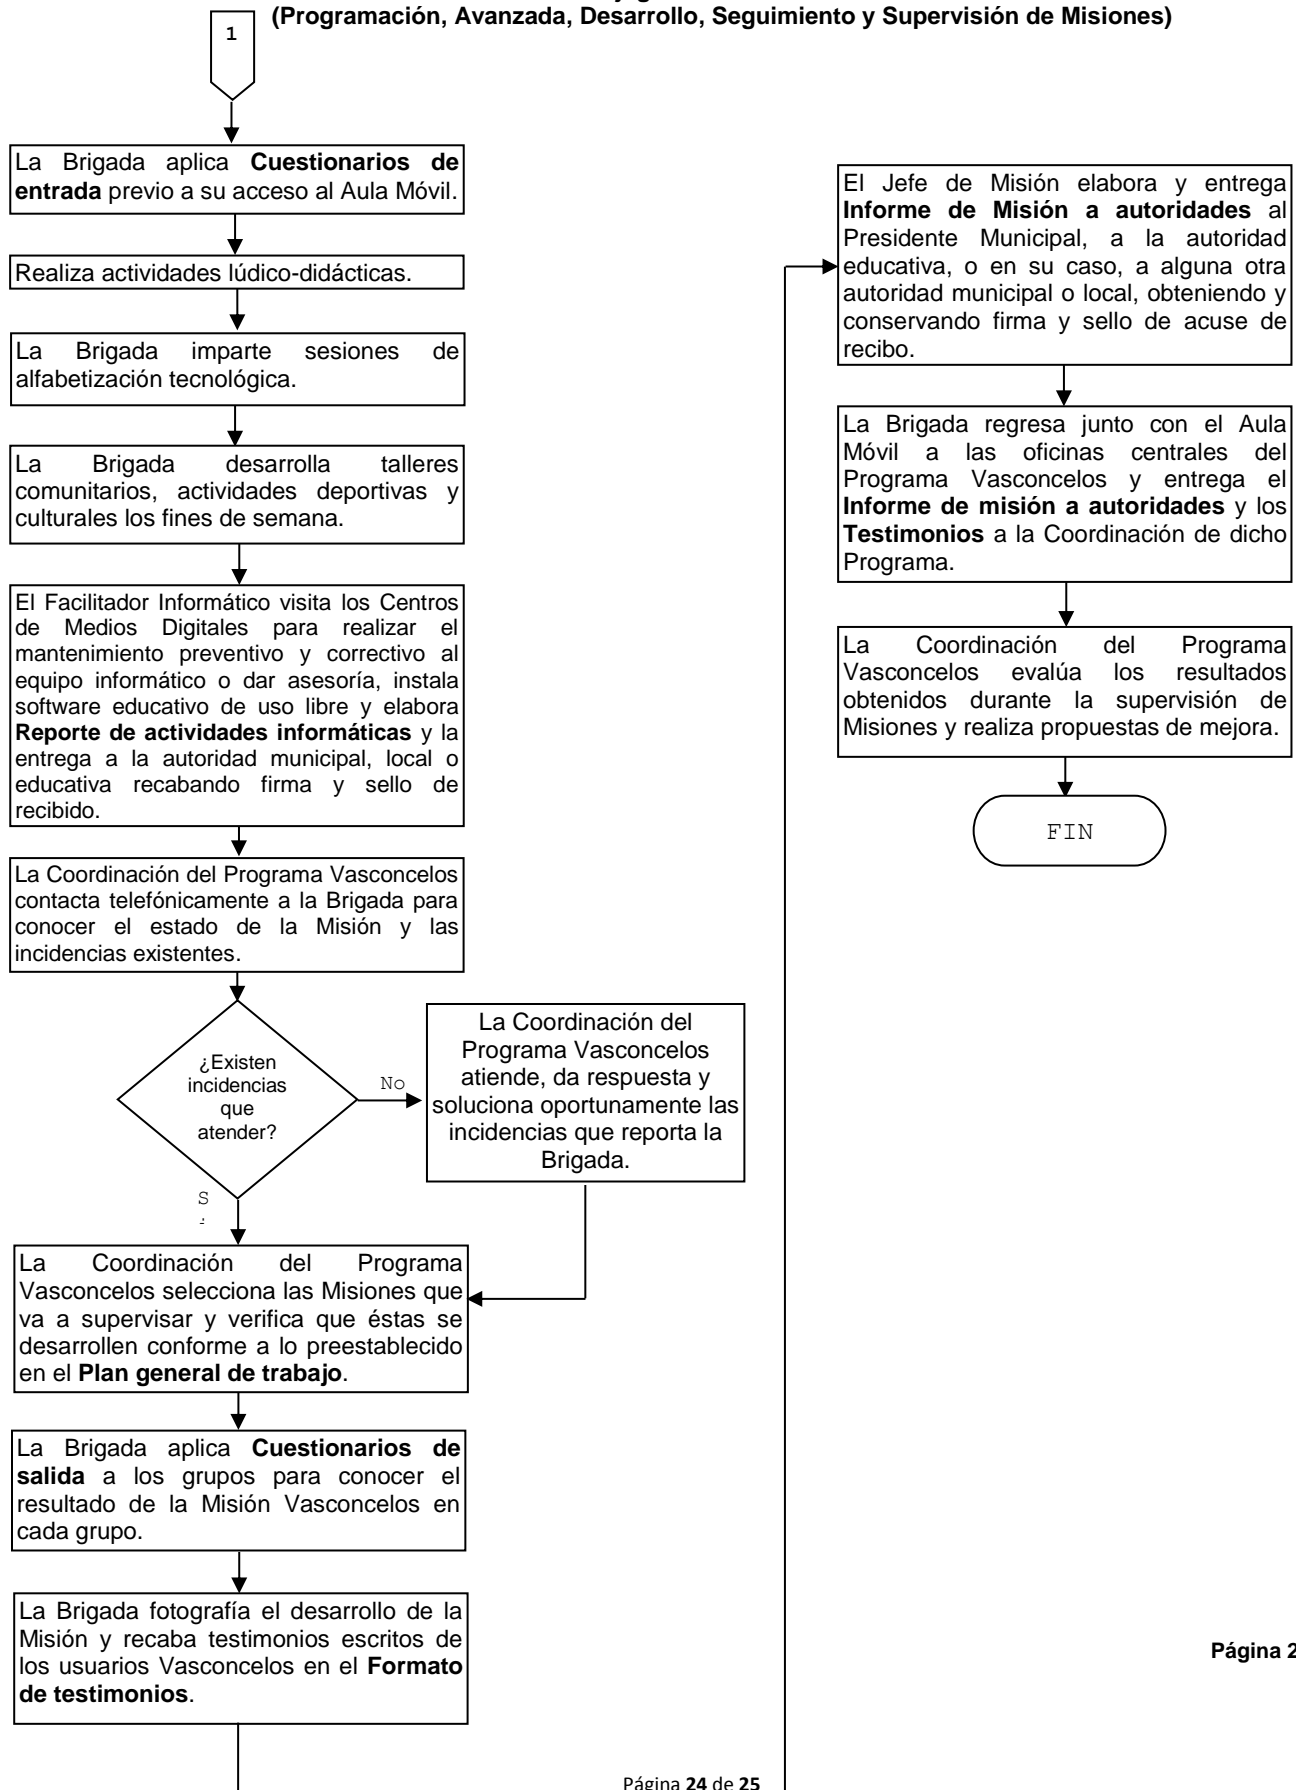 (Programación, Avanzada, Desarrollo, Seguimiento y Supervisión de Misiones)
1
La Brigada aplica Cuestionarios de
entrada previo a su acceso al Aula Móvil.
Realiza actividades lúdico-didácticas.
La Brigada imparte sesiones de
alfabetización tecnológica.
La Brigada desarrolla talleres
comunitarios, actividades deportivas y
culturales los fines de semana.
El Facilitador Informático visita los Centros
de Medios Digitales para realizar el
mantenimiento preventivo y correctivo al
equipo informático o dar asesoría, instala
software educativo de uso libre y elabora
Reporte de actividades informáticas y la
entrega a la autoridad municipal, local o
educativa recabando firma y sello de
recibido.
La Coordinación del Programa Vasconcelos
contacta telefónicamente a la Brigada para
conocer el estado de la Misión y las
incidencias existentes.
¿Existen
incidencias
que
atender?
No
La Coordinación del
Programa Vasconcelos
atiende, da respuesta y
soluciona oportunamente las
incidencias que reporta la
Brigada.
S
La Coordinación del Programa
Vasconcelos selecciona las Misiones que
va a supervisar y verifica que éstas se
desarrollen conforme a lo preestablecido
en el Plan general de trabajo.
La Brigada aplica Cuestionarios de
salida a los grupos para conocer el
resultado de la Misión Vasconcelos en
cada grupo.
La Brigada fotografía el desarrollo de la
Misión y recaba testimonios escritos de
los usuarios Vasconcelos en el Formato
de testimonios.
El Jefe de Misión elabora y entrega
Informe de Misión a autoridades al
Presidente Municipal, a la autoridad
educativa, o en su caso, a alguna otra
autoridad municipal o local, obteniendo y
conservando firma y sello de acuse de
recibo.
La Brigada regresa junto con el Aula
Móvil a las oficinas centrales del
Programa Vasconcelos y entrega el
Informe de misión a autoridades y los
Testimonios a la Coordinación de dicho
Programa.
La Coordinación del Programa
Vasconcelos evalúa los resultados
obtenidos durante la supervisión de
Misiones y realiza propuestas de mejora.
FIN
Página 2
Página 24 de 25